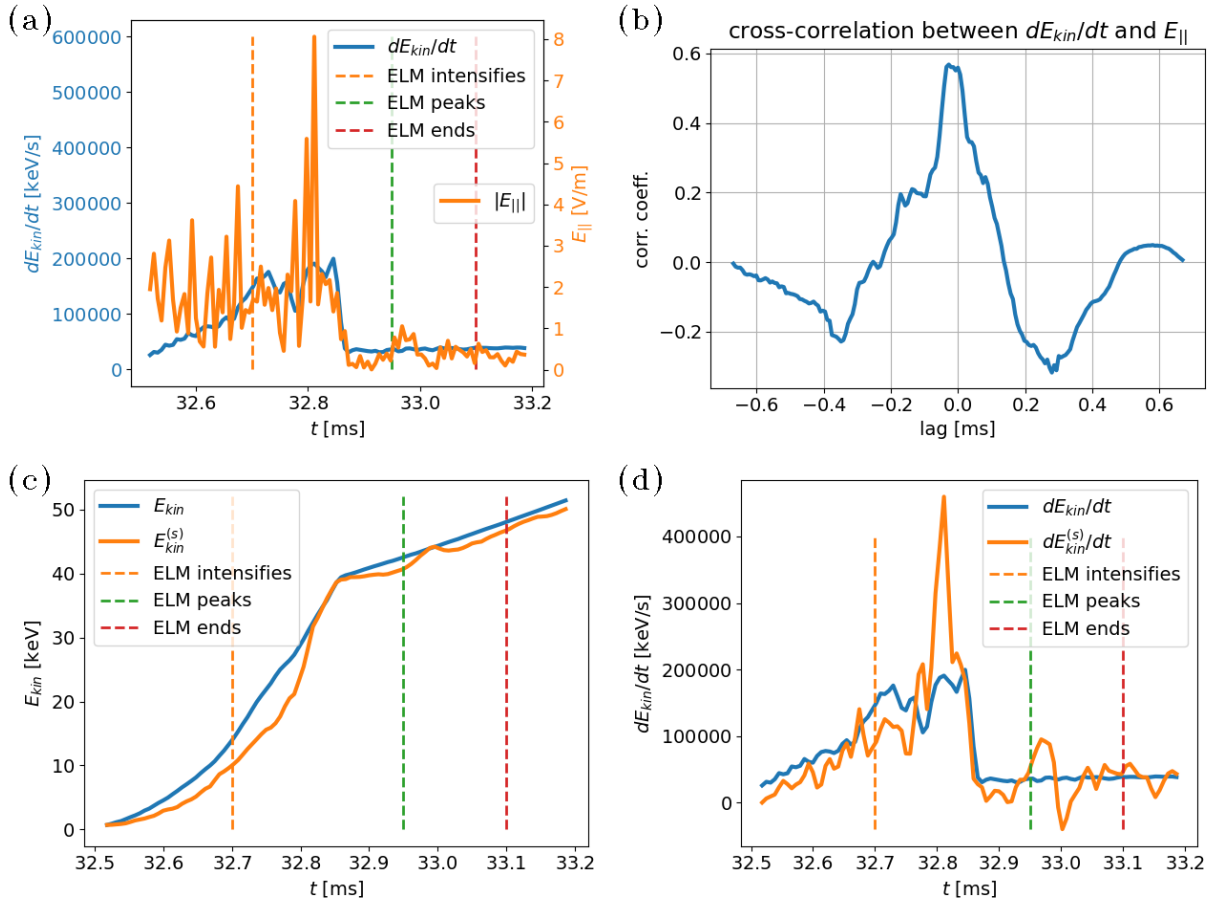 (a)
600000
500000
400000
300000
200000
100000
0
dE_kin/dt [keV/s]
dE_kin/dt
ELM intensifies
ELM peaks
ELM ends
|E_||||
8
7
6
5
4
3
2
1
0
E_|| [V/m]
32.6 32.8 33.0 33.2
t [ms]
(b)
cross-correlation between dE_kin/dt and E_||
0.6
0.4
0.2
0.0
−0.2
corr. coeff.
−0.6 −0.4 −0.2 0.0 0.2 0.4 0.6
lag [ms]
(c)
50
40
30
20
10
0
E_kin [keV]
E_kin
E_kin^(s)
ELM intensifies
ELM peaks
ELM ends
32.5 32.6 32.7 32.8 32.9 33.0 33.1 33.2
t [ms]
(d)
400000
300000
200000
100000
0
dE_kin/dt [keV/s]
dE_kin/dt
dE_kin^(s)/dt
ELM intensifies
ELM peaks
ELM ends
32.5 32.6 32.7 32.8 32.9 33.0 33.1 33.2
t [ms]